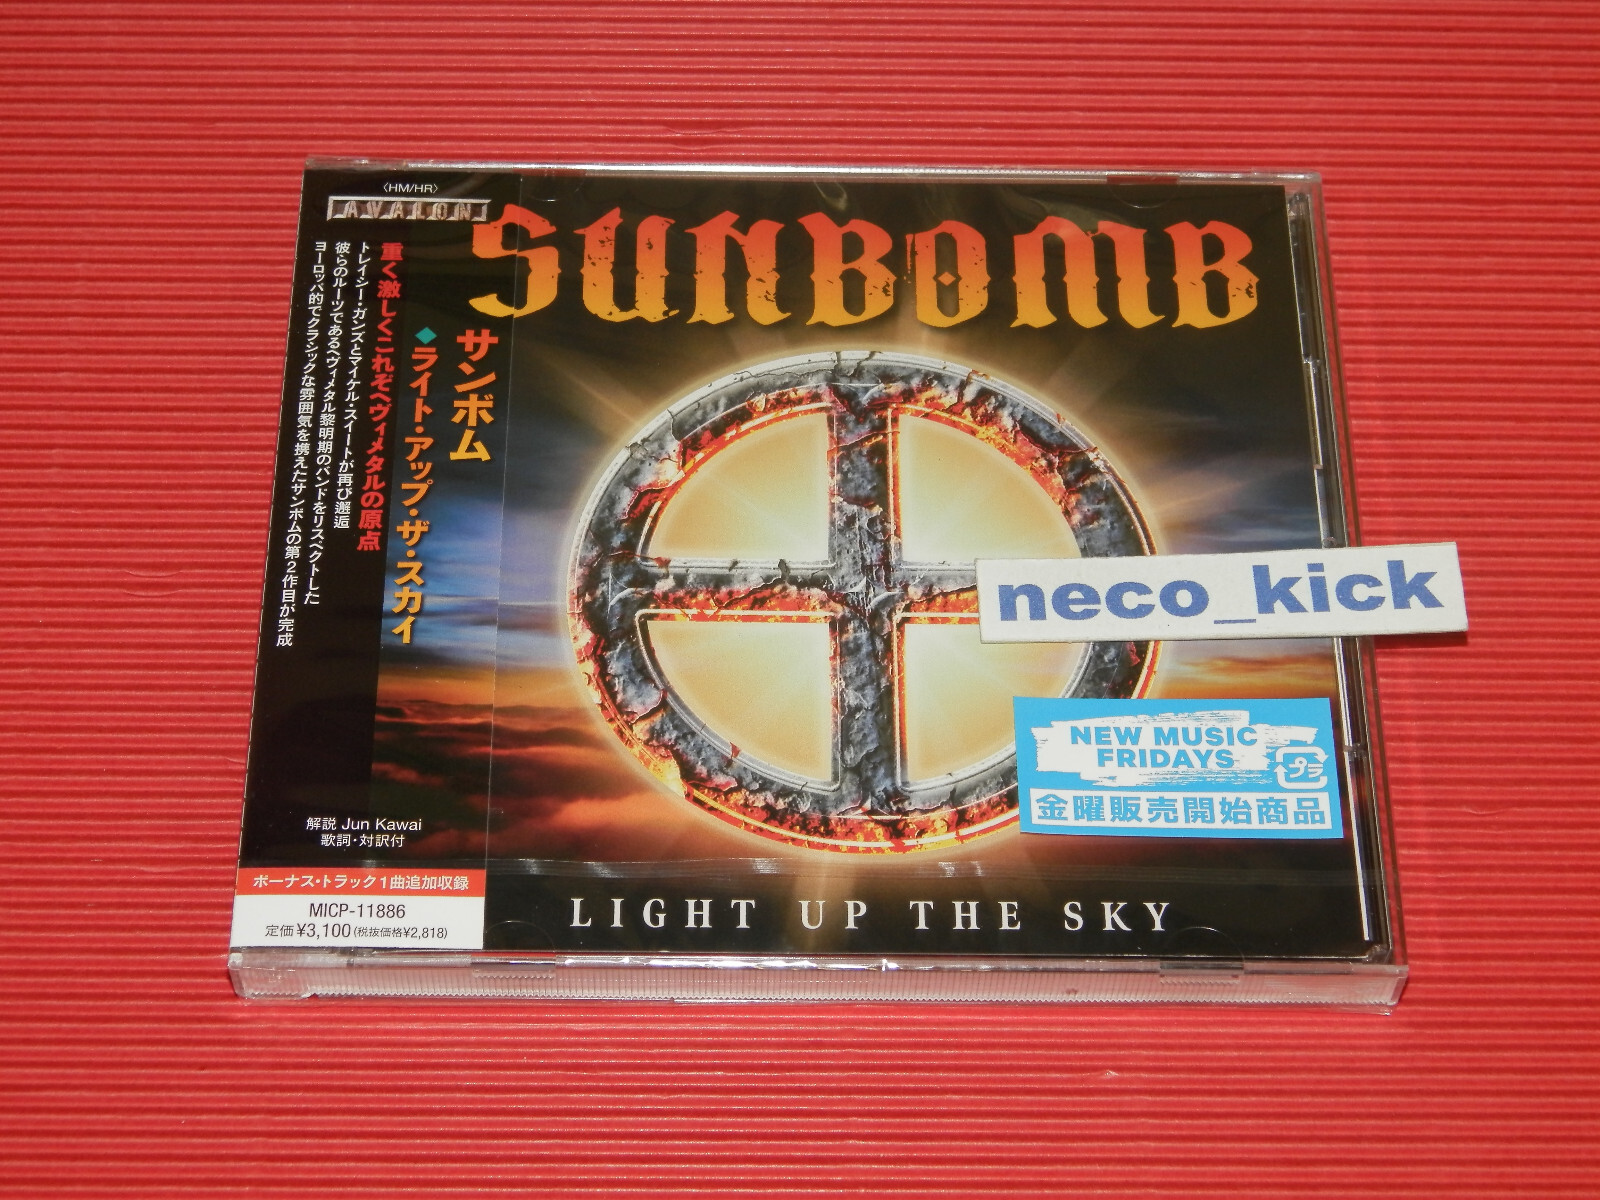 〈HM/HR〉
AVALON
SUNBOMB
サンボム
◆ライト・アップ・ザ・スカイ
重く激しくこれぞヘヴィメタルの原点
トレイシー・ガンズとマイケル・スイートが再び邂逅
彼らのルーツであるヘヴィメタル黎明期のバンドをリスペクトした
ヨーロッパ的でクラシックな雰囲気を携えたサンボムの第2作目が完成
解説 Jun Kawai
歌詞・対訳付
ボーナス・トラック1曲追加収録
MICP-11886
定価¥3,100(税抜価格¥2,818)
neco_kick
NEW MUSIC
FRIDAYS
プラ
金曜販売開始商品
LIGHT UP THE SKY